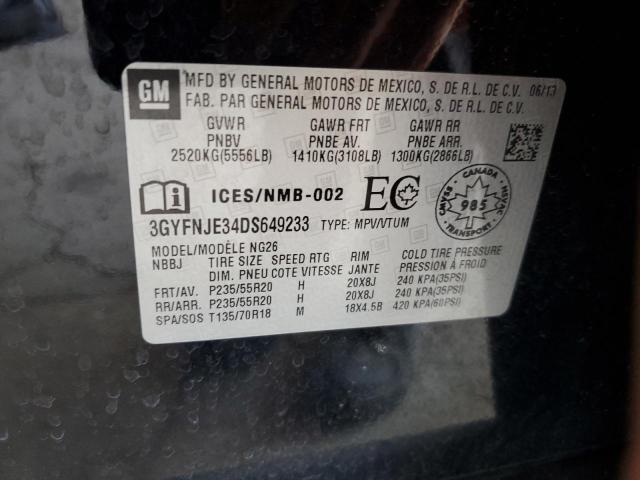 GM
MFD BY GENERAL MOTORS DE MEXICO, S. DE R.L. DE C.V. 06/13
FAB. PAR GENERAL MOTORS DE MEXICO, S. DE R.L. DE C.V.
GVWR GAWR FRT GAWR RR
PNBV PNBE AV. PNBE ARR.
2520KG(5556LB) 1410KG(3108LB) 1300KG(2866LB)
i ICES/NMB-002 EC
CANADA
985
TRANSPORT
3GYFNJE34DS649233 TYPE: MPV/VTUM
MODEL/MODÈLE NG26
NBBJ TIRE SIZE SPEED RTG RIM COLD TIRE PRESSURE
DIM. PNEU COTE VITESSE JANTE PRESSION À FROID
FRT/AV. P235/55R20 H 20X8J 240 KPA(35PSI)
RR/ARR. P235/55R20 H 20X8J 240 KPA(35PSI)
SPA/SOS T135/70R18 M 18X4.5B 420 KPA(60PSI)